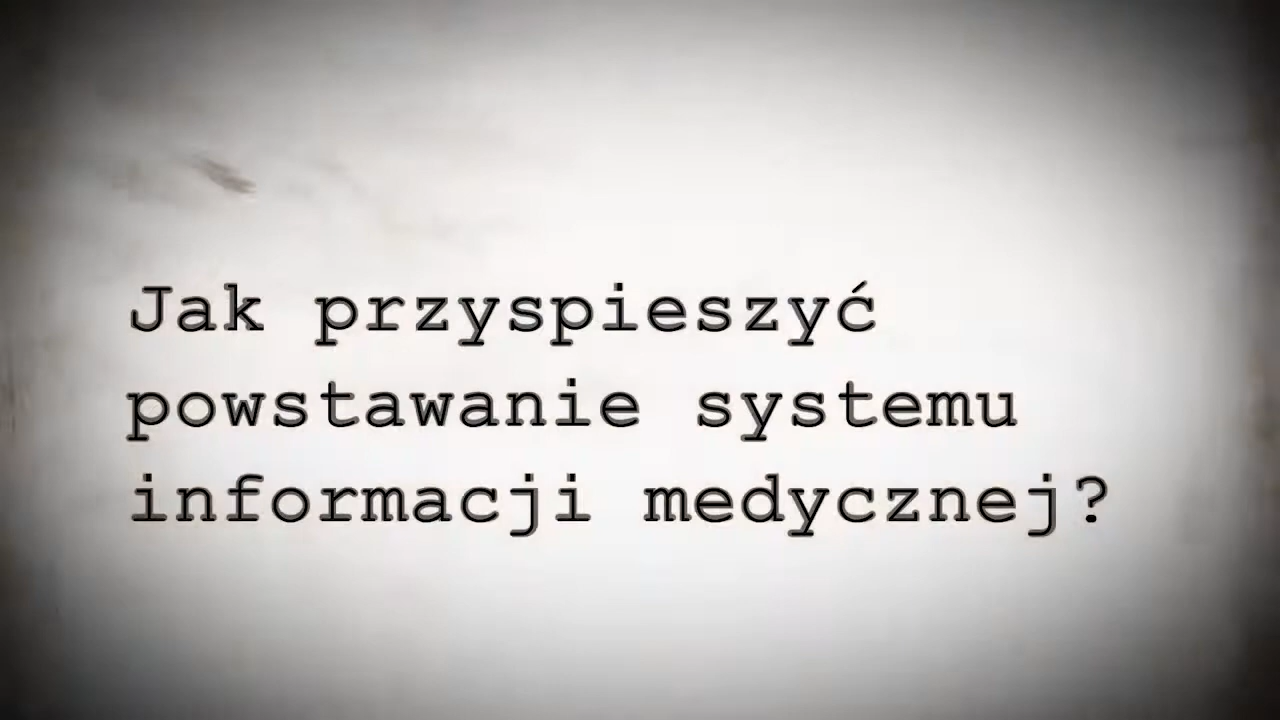 Jak przyspieszyć
powstawanie systemu
informacji medycznej?